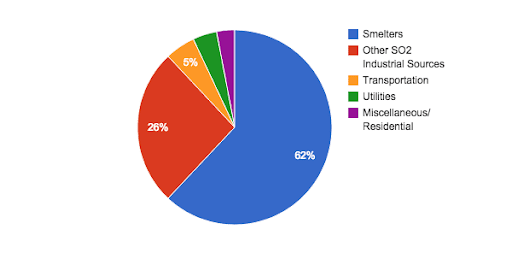 Smelters
Other SO2
Industrial Sources
Transportation
Utilities
Miscellaneous/
Residential
5%
26%
62%